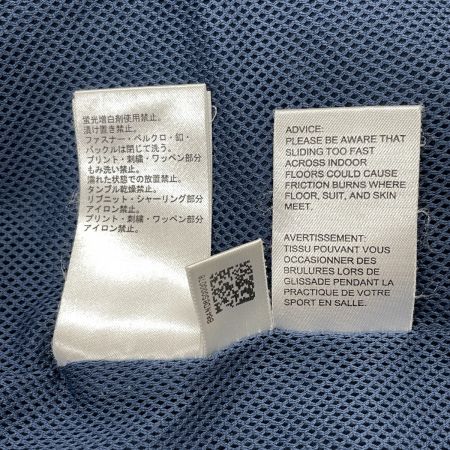 蛍光増白剤使用禁止。
漬け置き禁止。
ファスナー・ベルクロ・釦・
バックルは閉じて洗う。
プリント・刺繍・ワッペン部分
もみ洗い禁止。
濡れた状態での放置禁止。
タンブル乾燥禁止。
リブニット・シャーリング部分
アイロン禁止。
プリント・刺繍・ワッペン部分
アイロン禁止。
ADVICE:
PLEASE BE AWARE THAT
SLIDING TOO FAST
ACROSS INDOOR
FLOORS COULD CAUSE
FRICTION BURNS WHERE
FLOOR, SUIT, AND SKIN
MEET.
AVERTISSEMENT:
TISSU POUVANT VOUS
OCCASIONNER DES
BRULURES LORS DE
GLISSADE PENDANT LA
PRACTIQUE DE VOTRE
SPORT EN SALLE.